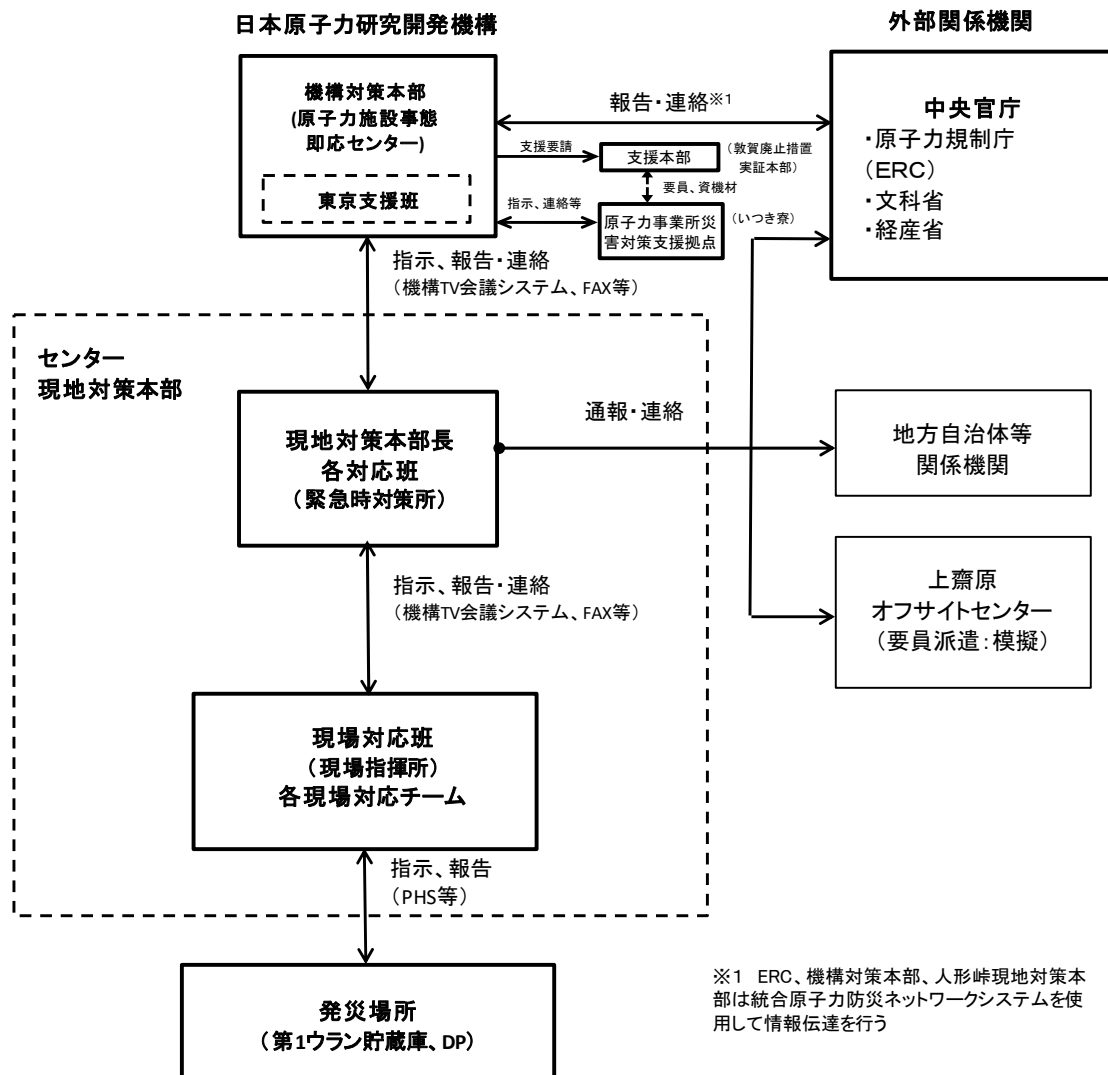 日本原子力研究開発機構
外部関係機関
機構対策本部
(原子力施設事態
即応センター)
東京支援班
報告・連絡※1
支援要請
支援本部
(敦賀廃止措置
実証本部)
要員、資機材
指示、連絡等
原子力事業所災
害対策支援拠点
(いつき寮)
中央官庁
・原子力規制庁
(ERC)
・文科省
・経産省
指示、報告・連絡
(機構TV会議システム、FAX等)
センター
現地対策本部
現地対策本部長
各対応班
(緊急時対策所)
通報・連絡
地方自治体等
関係機関
指示、報告・連絡
(機構TV会議システム、FAX等)
上齋原
オフサイトセンター
(要員派遣:模擬)
現場対応班
(現場指揮所)
各現場対応チーム
指示、報告
(PHS等)
発災場所
(第1ウラン貯蔵庫、DP)
※1 ERC、機構対策本部、人形峠現地対策本
部は統合原子力防災ネットワークシステムを使
用して情報伝達を行う